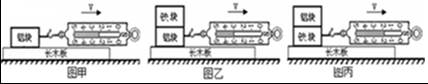 V V V
铁块 铁块
铝块 铝块 铝块
长木板 长木板 长木板
图甲 图乙 图丙